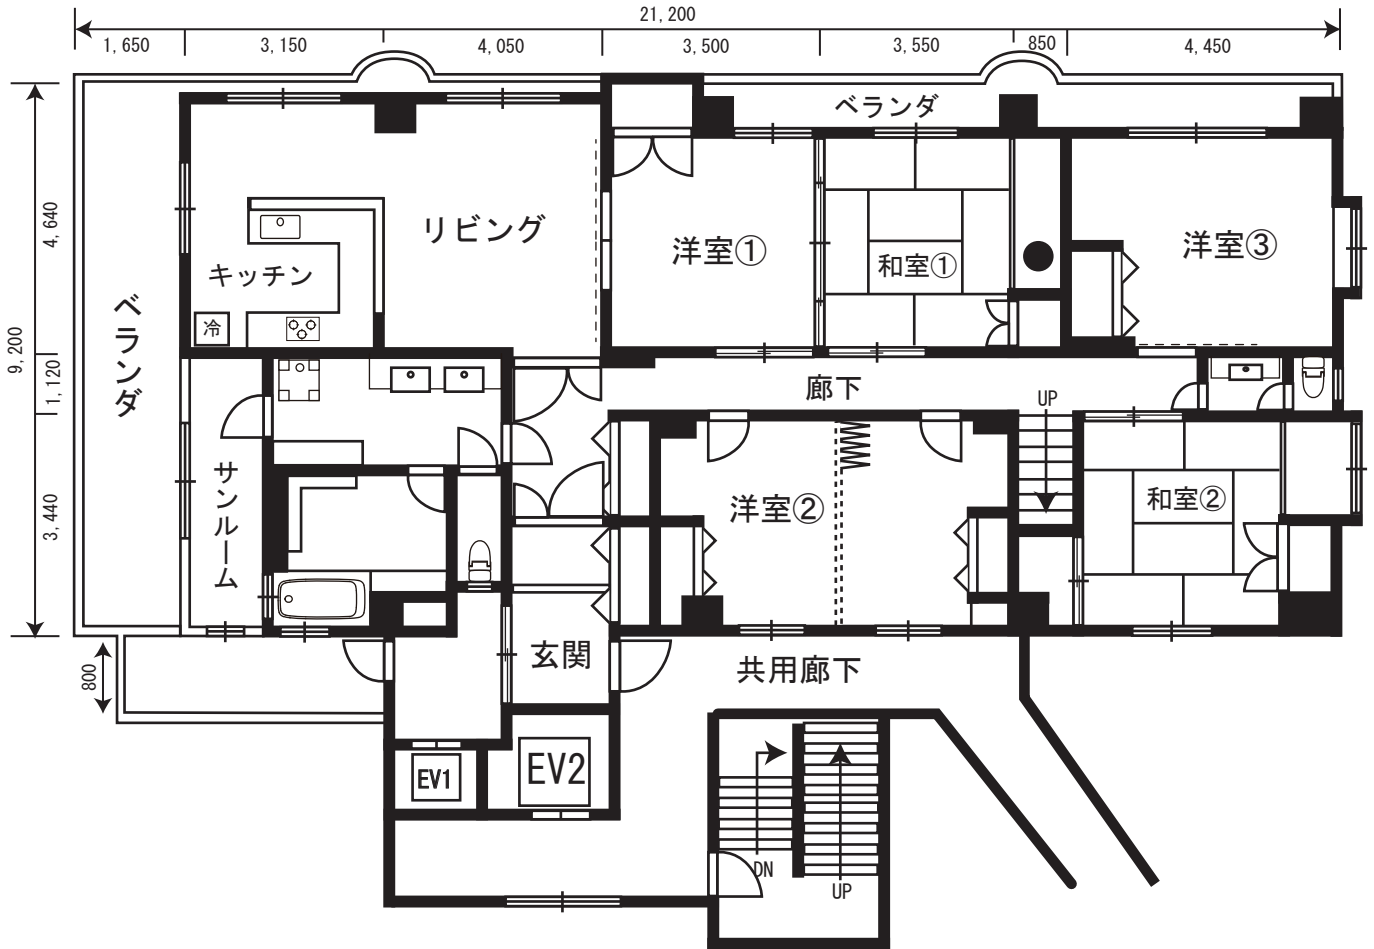 21,200
1,650
3,150
4,050
3,500
3,550
850
4,450
ベランダ
4,640
リビング
洋室①
和室①
洋室③
キッチン
冷
ベランダ
9,200
1,120
廊下
UP
3,440
サンルーム
洋室②
和室②
玄関
共用廊下
800
EV1
EV2
DN
UP